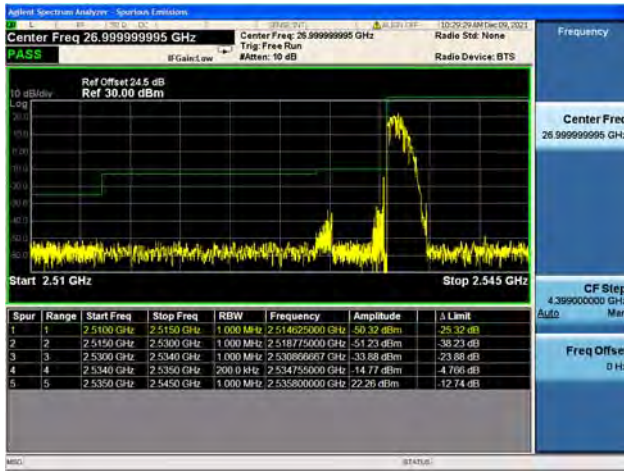 Agilent Spectrum Analyzer - Spurious Emissions
SENSE:INT ALIGN OFF 10:29:29 AM Dec 09, 2021
Center Freq 26.999999995 GHz
Center Freq: 26.999999995 GHz
Radio Std: None
Trig: Free Run
PASS
IFGain:Low
#Atten: 10 dB
Radio Device: BTS
Ref Offset 24.5 dB
10 dB/div Ref 30.00 dBm
Log
Start 2.51 GHz
Stop 2.545 GHz
Spur Range Start Freq Stop Freq RBW Frequency Amplitude Δ Limit
1 1 2.5100 GHz 2.5150 GHz 1.000 MHz 2.514625000 GHz -50.32 dBm -25.32 dB
2 2 2.5150 GHz 2.5300 GHz 1.000 MHz 2.518775000 GHz -51.23 dBm -38.23 dB
3 3 2.5300 GHz 2.5340 GHz 1.000 MHz 2.530866667 GHz -33.88 dBm -23.88 dB
4 4 2.5340 GHz 2.5350 GHz 200.0 kHz 2.534755000 GHz -14.77 dBm -4.766 dB
5 5 2.5350 GHz 2.5450 GHz 1.000 MHz 2.535800000 GHz 22.26 dBm -12.74 dB
MSG
STATUS
Frequency
Center Freq
26.999999995 GHz
CF Step
4.399000000 GHz
Auto Man
Freq Offset
0 Hz